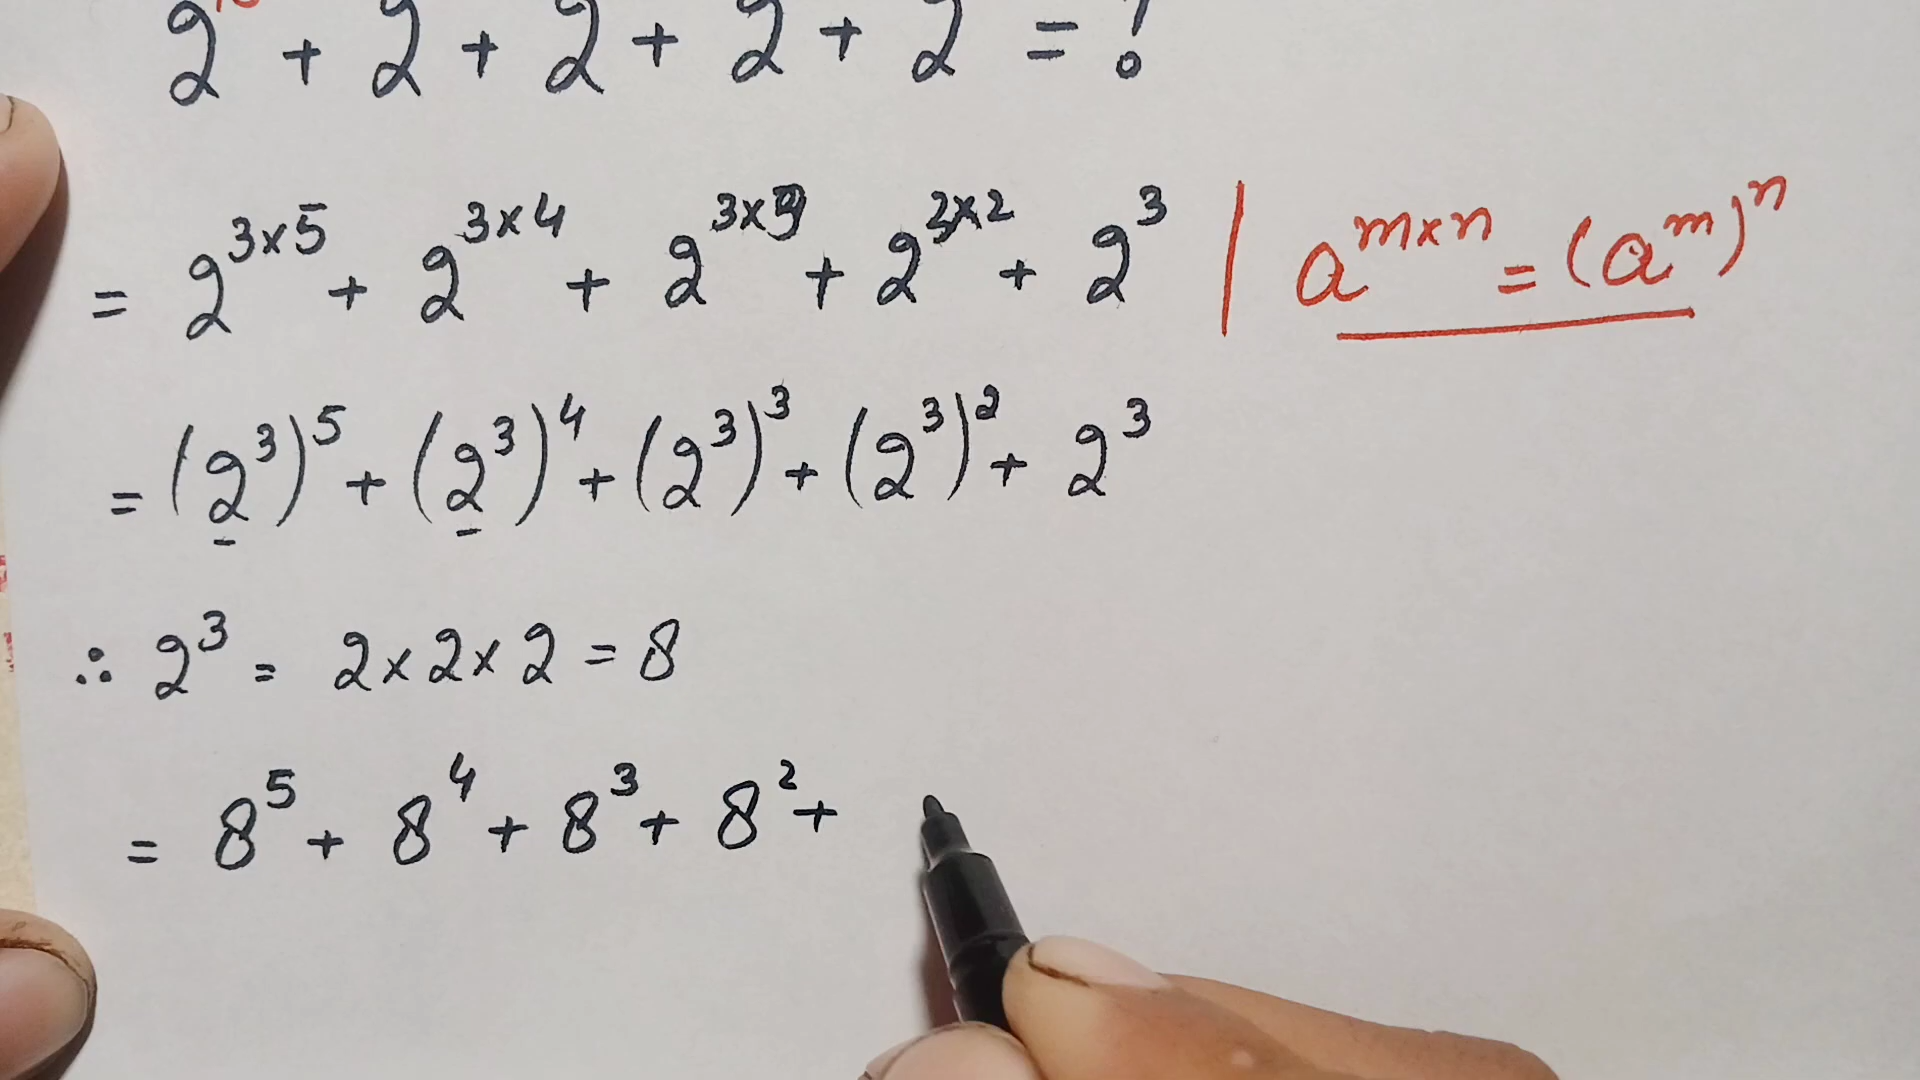 2 + 2 + 2 + 2 + 2 = ?
= 2^{3×5} + 2^{3×4} + 2^{3×3} + 2^{3×2} + 2^3 | a^{m×n} = (a^m)^n
= (2^3)^5 + (2^3)^4 + (2^3)^3 + (2^3)^2 + 2^3
∴ 2^3 = 2×2×2 = 8
= 8^5 + 8^4 + 8^3 + 8^2 +